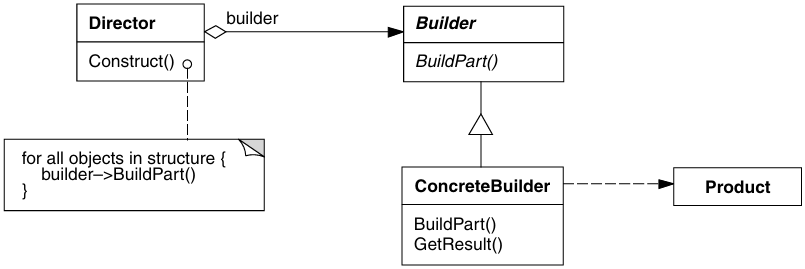 Director
Construct()
builder
Builder
BuildPart()
for all objects in structure {
builder–>BuildPart()
}
ConcreteBuilder
BuildPart()
GetResult()
Product